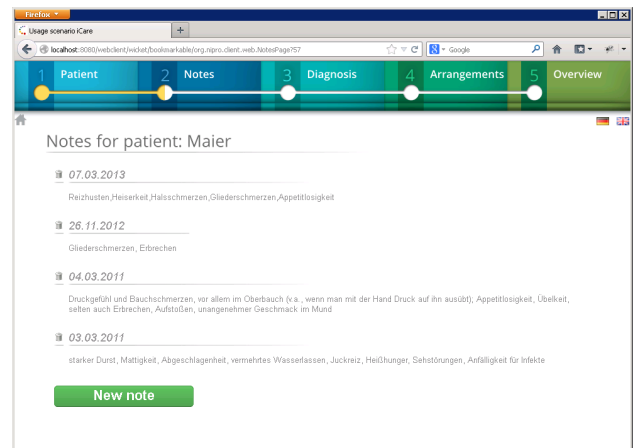 Firefox
Usage scenario iCare
localhost:8080/webclient/wicket/bookmarkable/org.nipro.client.web.NotesPage?57
Google
1 Patient 2 Notes 3 Diagnosis 4 Arrangements 5 Overview
Notes for patient: Maier
07.03.2013
Reizhusten,Heiserkeit,Halsschmerzen,Gliederschmerzen,Appetitlosigkeit
26.11.2012
Gliederschmerzen, Erbrechen
04.03.2011
Druckgefühl und Bauchschmerzen, vor allem im Oberbauch (v.a., wenn man mit der Hand Druck auf ihn ausübt); Appetitlosigkeit, Übelkeit,
selten auch Erbrechen, Aufstoßen, unangenehmer Geschmack im Mund
03.03.2011
starker Durst, Mattigkeit, Abgeschlagenheit, vermehrtes Wasserlassen, Juckreiz, Heißhunger, Sehstörungen, Anfälligkeit für Infekte
New note